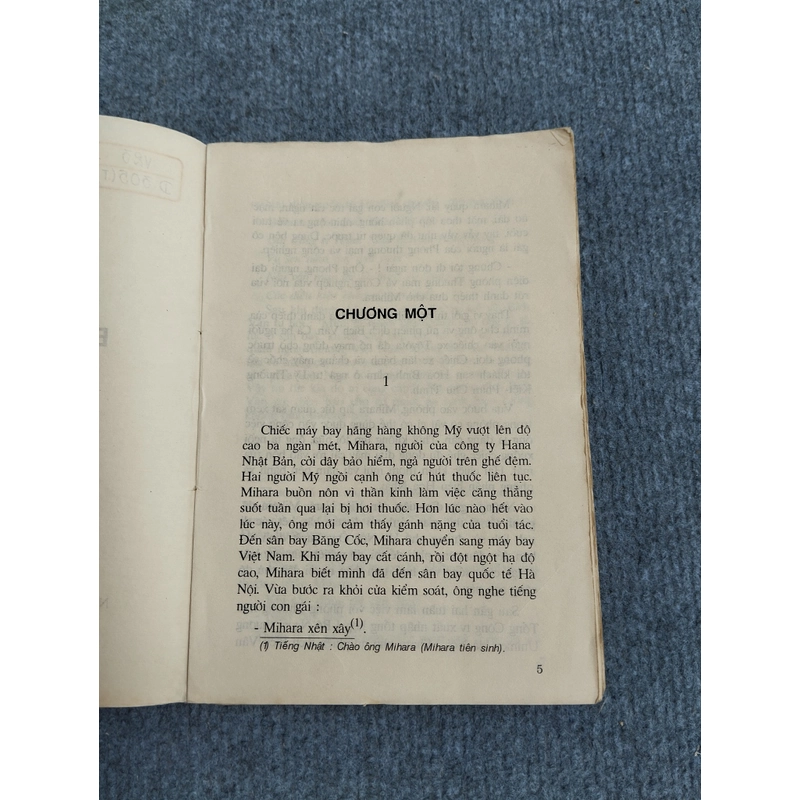 CHƯƠNG MỘT
1
Chiếc máy bay hãng hàng không Mỹ vượt lên độ
cao ba ngàn mét, Mihara, người của công ty Hana
Nhật Bản, cởi dây bảo hiểm, ngả người trên ghế đệm.
Hai người Mỹ ngồi cạnh ông cứ hút thuốc liên tục.
Mihara buồn nôn vì thần kinh làm việc căng thẳng
suốt tuần qua lại bị hơi thuốc. Hơn lúc nào hết vào
lúc này, ông mới cảm thấy gánh nặng của tuổi tác.
Đến sân bay Băng Cốc, Mihara chuyển sang máy bay
Việt Nam. Khi máy bay cất cánh, rồi đột ngột hạ độ
cao, Mihara biết mình đã đến sân bay quốc tế Hà
Nội. Vừa bước ra khỏi cửa kiểm soát, ông nghe tiếng
người con gái :
- Mihara xên xây(1).
(1) Tiếng Nhật : Chào ông Mihara (Mihara tiên sinh).
5